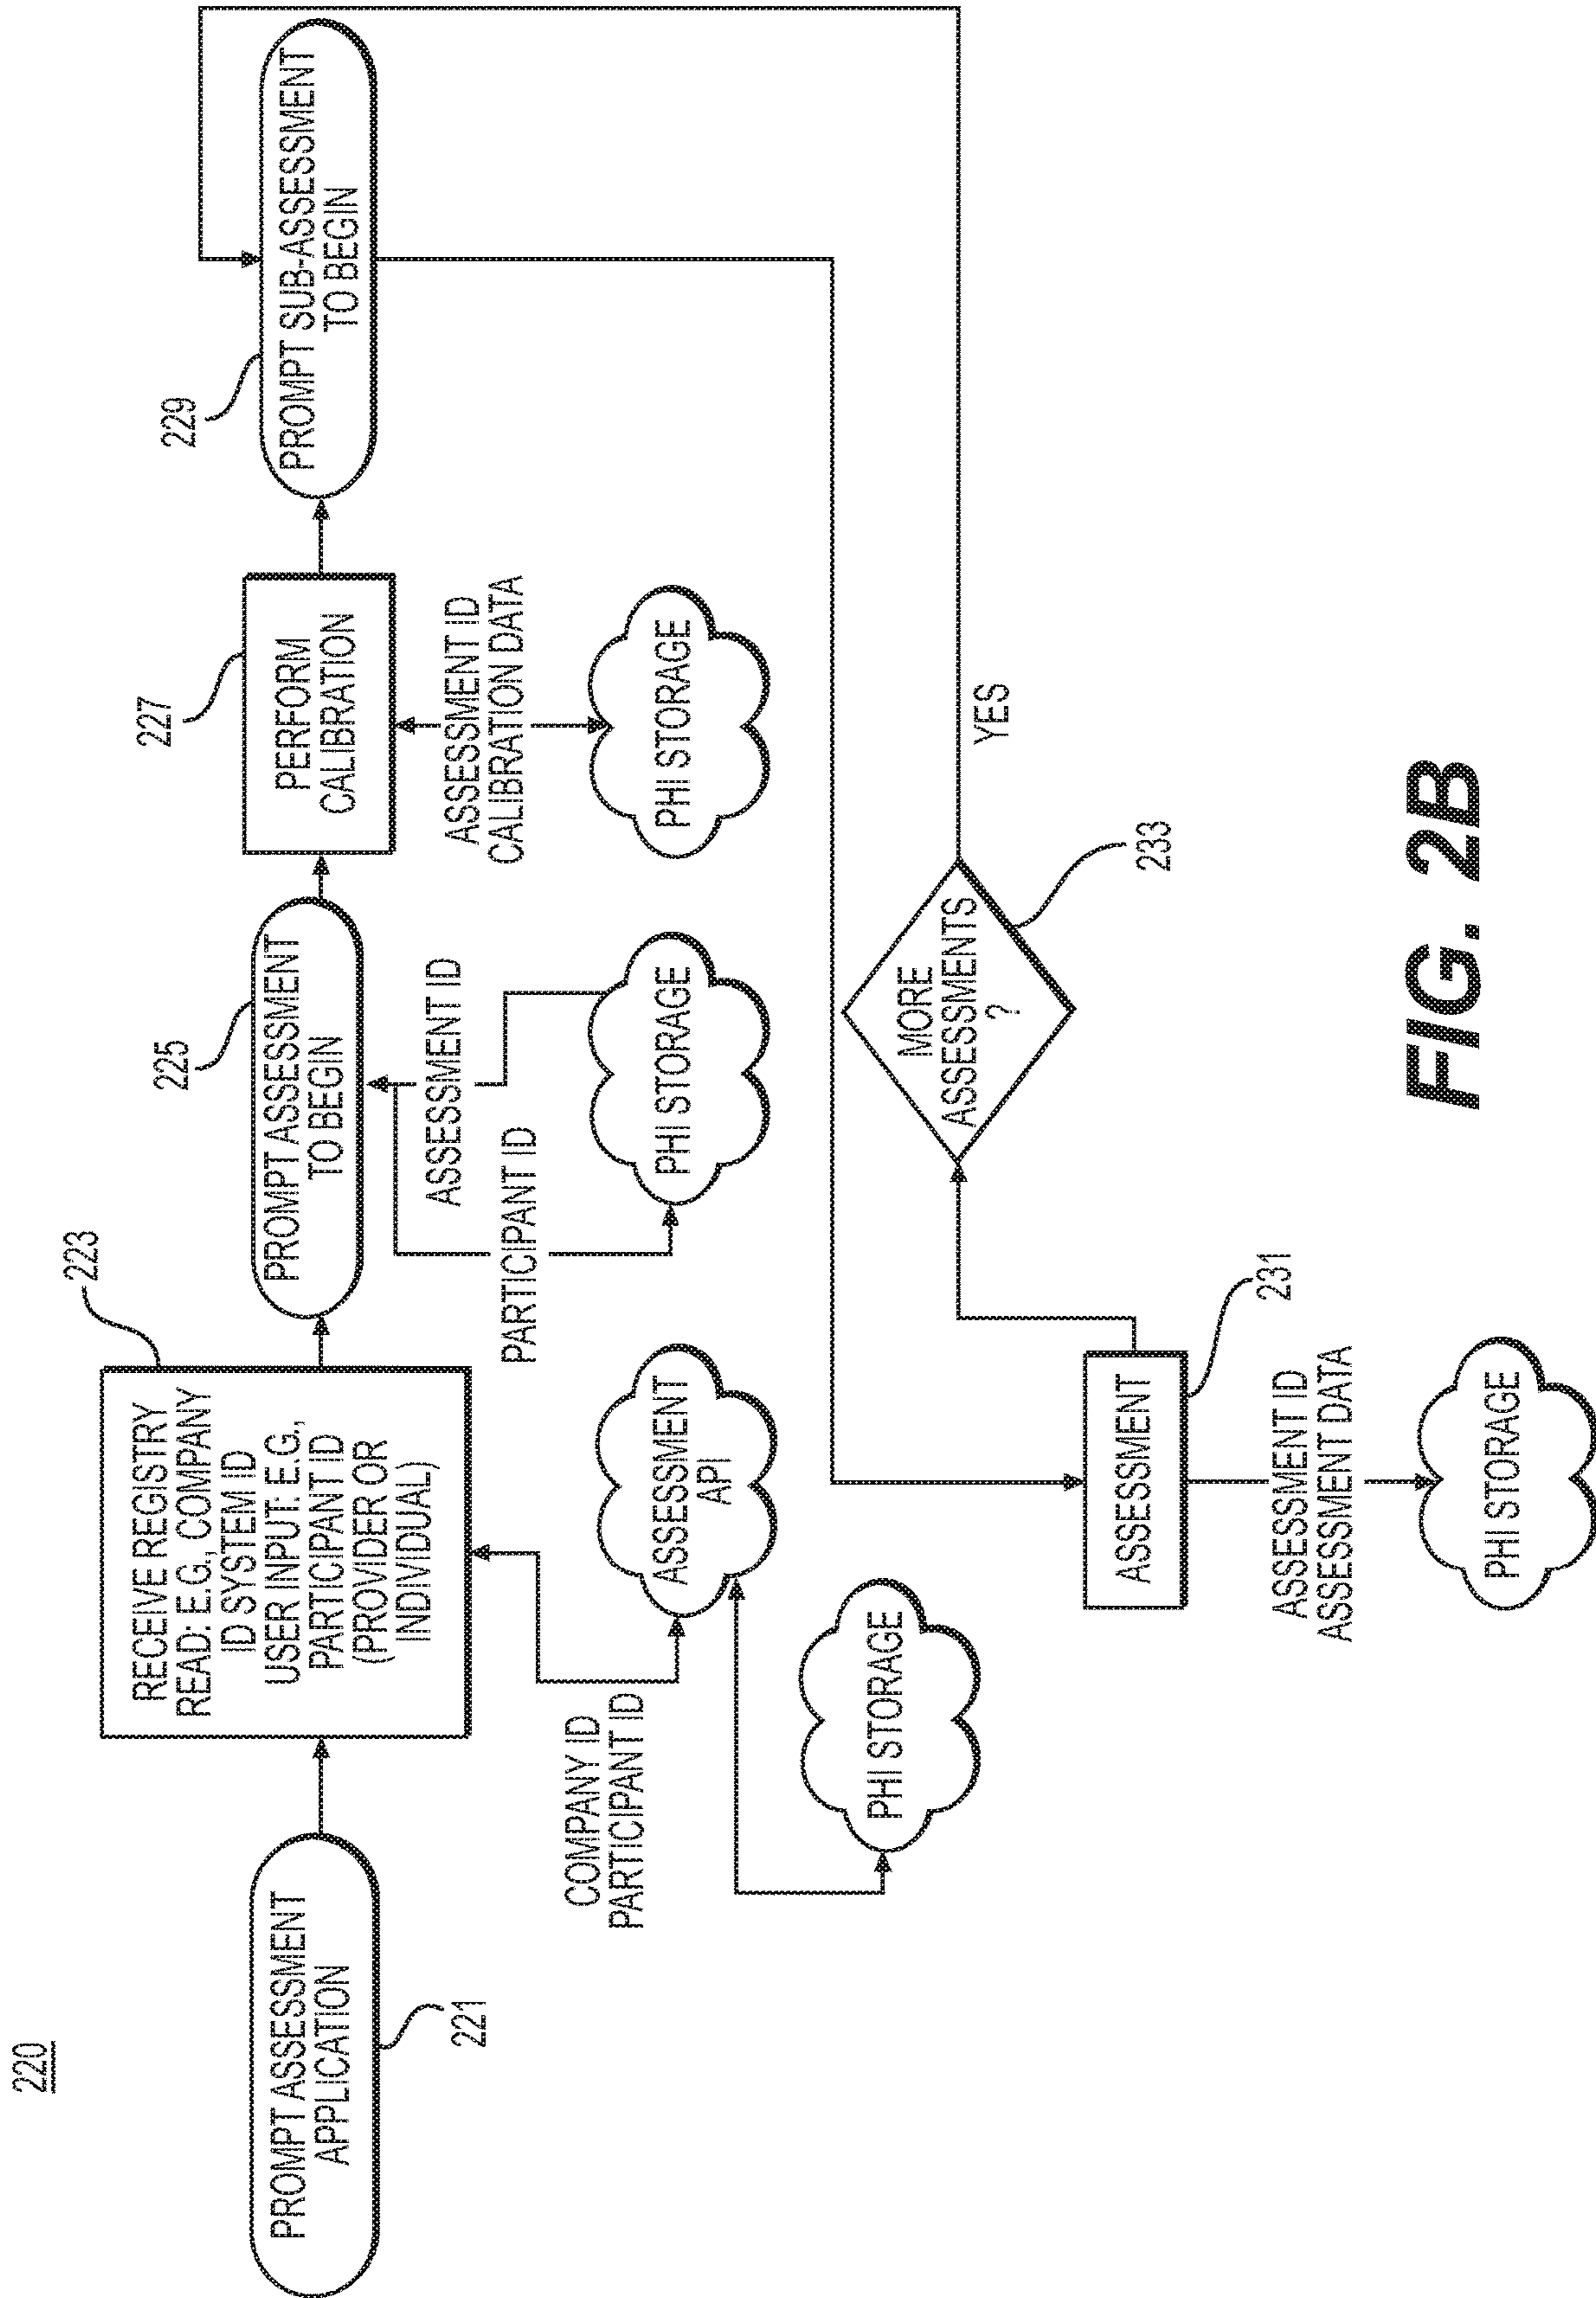 220
PROMPT ASSESSMENT
APPLICATION
221
RECEIVE REGISTRY
READ: E.G., COMPANY
ID SYSTEM ID
USER INPUT: E.G.,
PARTICIPANT ID
(PROVIDER OR
INDIVIDUAL)
223
COMPANY ID
PARTICIPANT ID
ASSESSMENT
API
PHI STORAGE
PROMPT ASSESSMENT
TO BEGIN
225
PARTICIPANT ID
ASSESSMENT ID
PHI STORAGE
PERFORM
CALIBRATION
227
ASSESSMENT ID
CALIBRATION DATA
PHI STORAGE
PROMPT SUB-ASSESSMENT
TO BEGIN
229
ASSESSMENT
231
ASSESSMENT ID
ASSESSMENT DATA
PHI STORAGE
MORE
ASSESSMENTS
?
233
YES
FIG. 2B